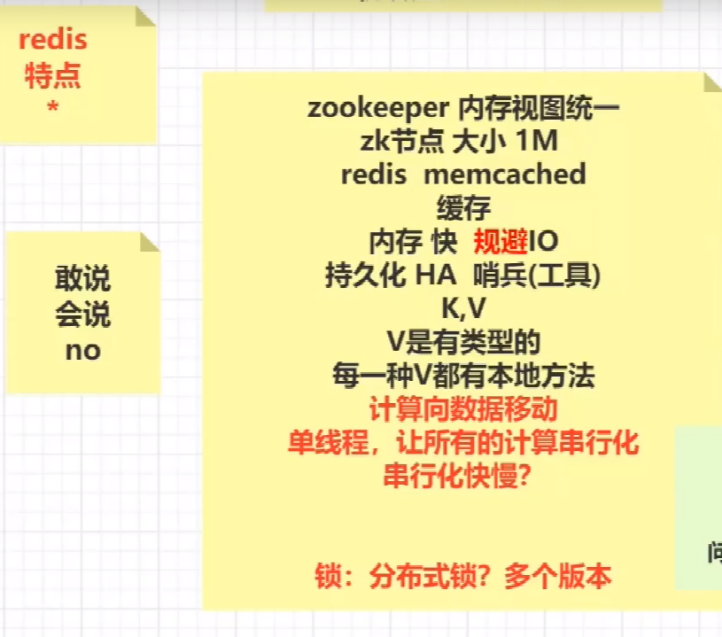 redis
特点
*
zookeeper 内存视图统一
zk节点 大小 1M
redis memcached
缓存
内存 快 规避IO
持久化 HA 哨兵(工具)
K,V
V是有类型的
每一种V都有本地方法
计算向数据移动
单线程，让所有的计算串行化
串行化快慢?
锁：分布式锁？多个版本
敢说
会说
no